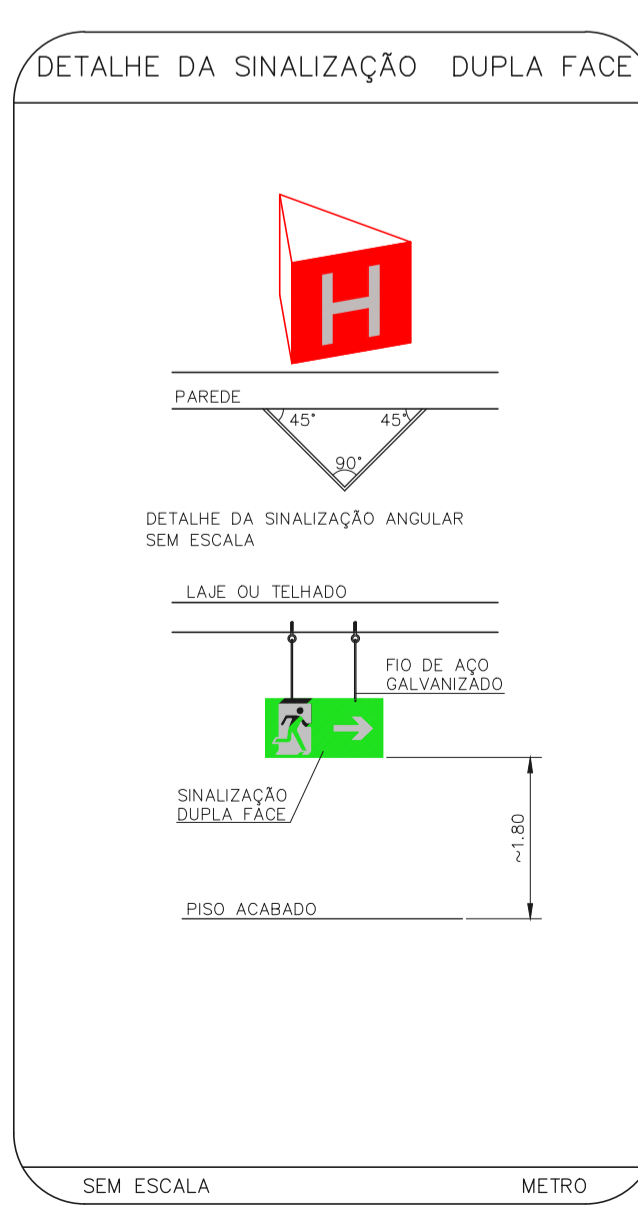 DETALHE DA SINALIZAÇÃO DUPLA FACE
H
PAREDE
45°
45°
90°
DETALHE DA SINALIZAÇÃO ANGULAR
SEM ESCALA
LAJE OU TELHADO
FIO DE AÇO
GALVANIZADO
SINALIZAÇÃO
DUPLA FACE
~1.80
PISO ACABADO
SEM ESCALA
METRO